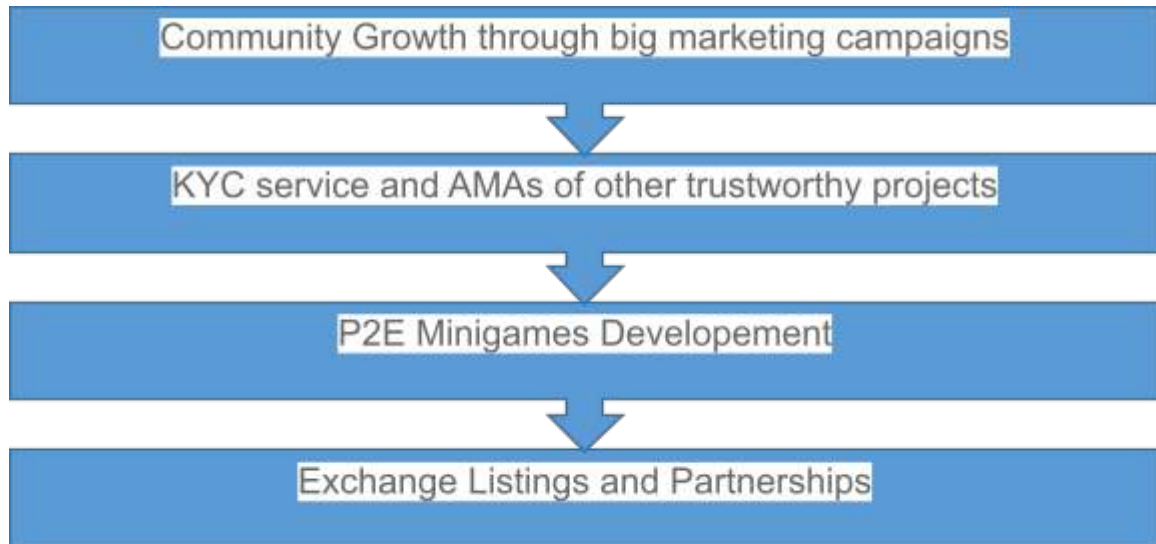 Community Growth through big marketing campaigns
KYC service and AMAs of other trustworthy projects
P2E Minigames Developement
Exchange Listings and Partnerships